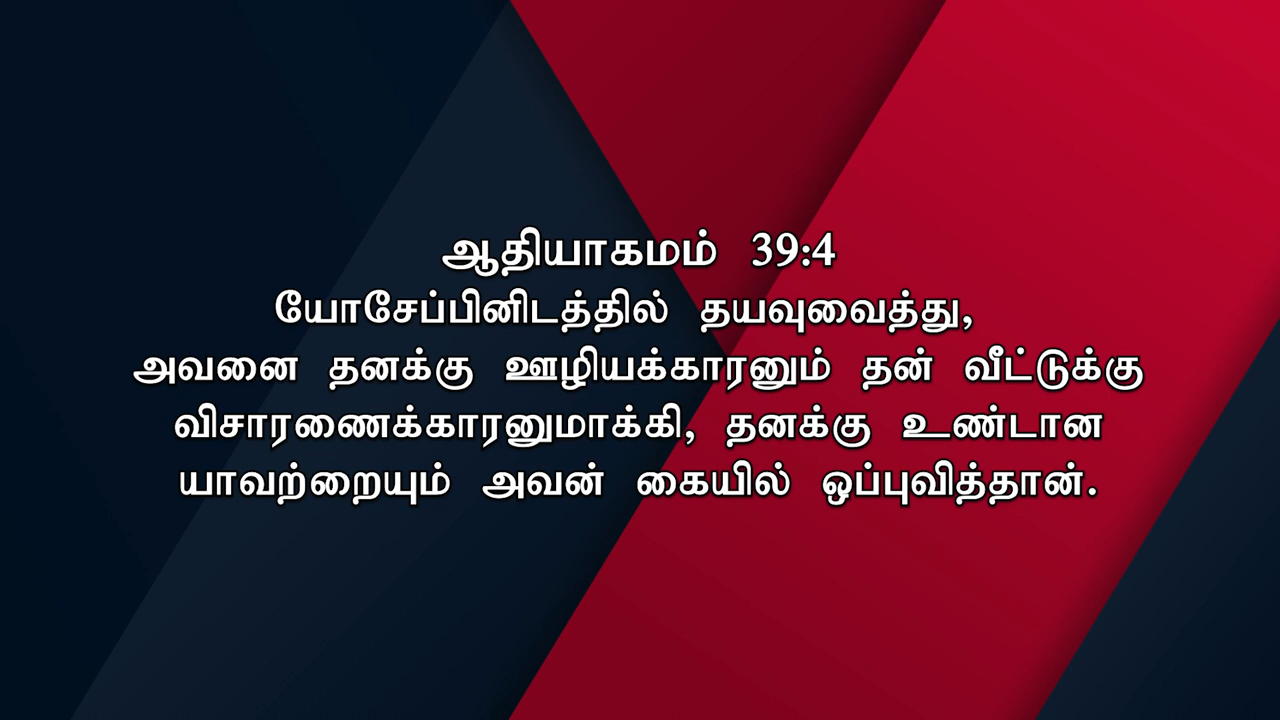 ஆதியாகமம் 39:4
யோசேப்பினிடத்தில் தயவுவைத்து,
அவனை தனக்கு ஊழியக்காரனும் தன் வீட்டுக்கு
விசாரணைக்காரனுமாக்கி, தனக்கு உண்டான
யாவற்றையும் அவன் கையில் ஒப்புவித்தான்.